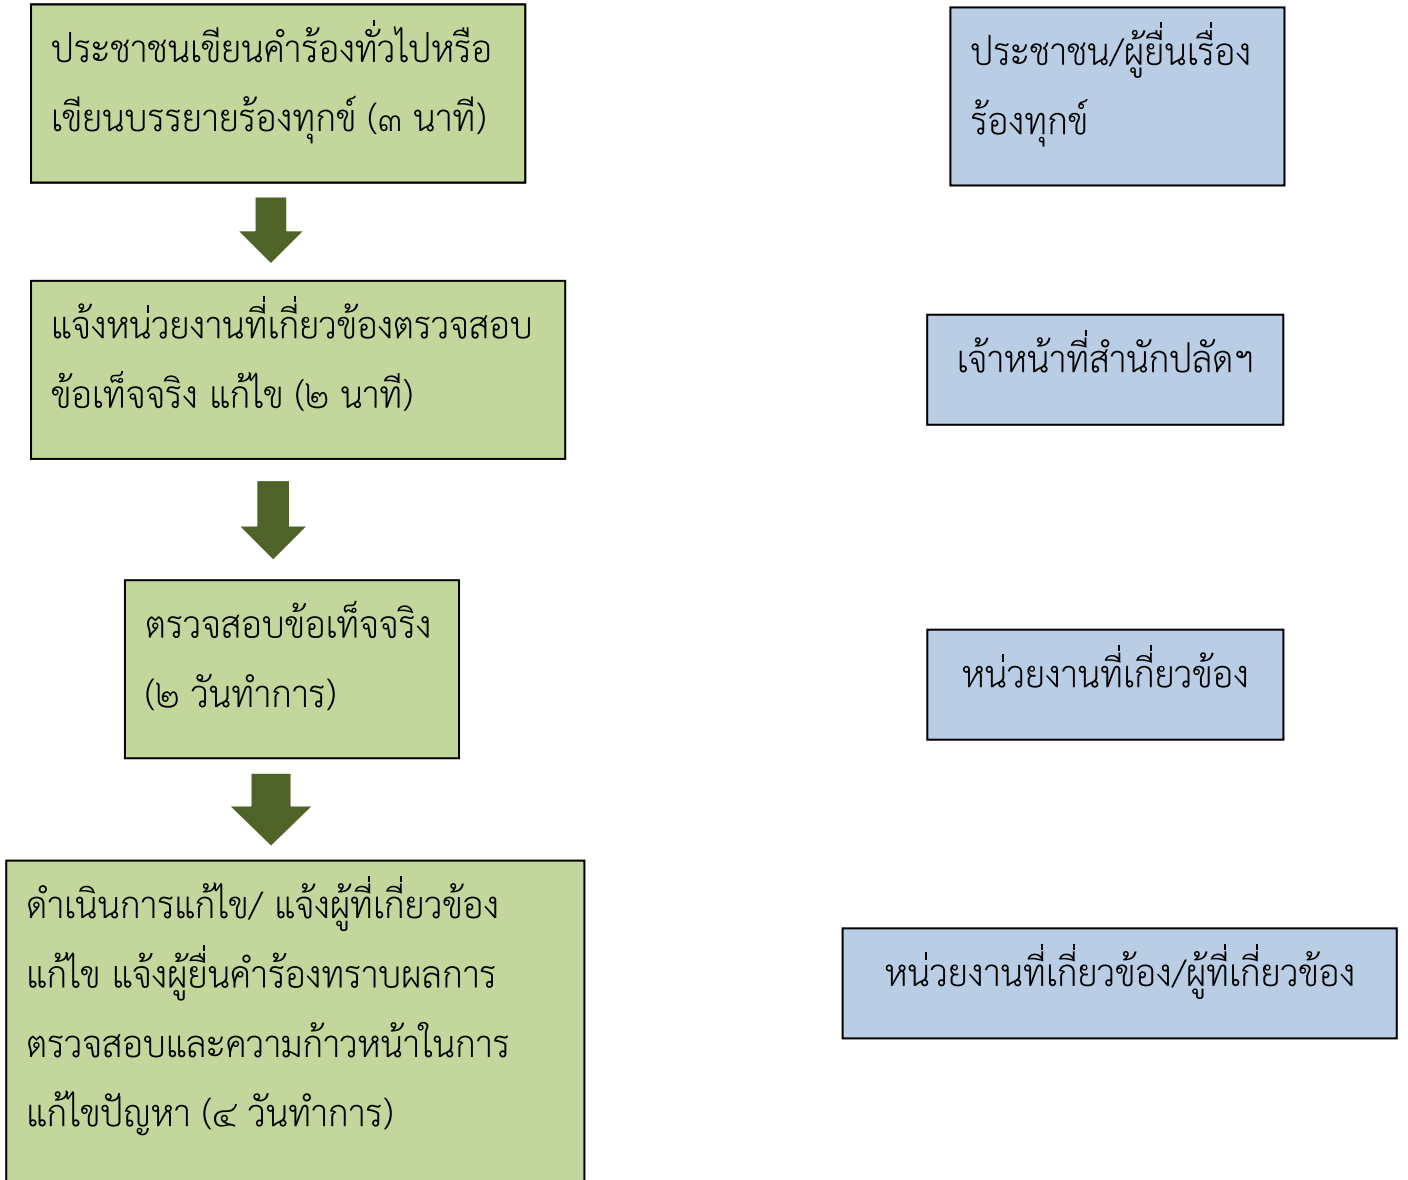 ประชาชนเขียนคำร้องทั่วไปหรือ
เขียนบรรยายร้องทุกข์ (๓ นาที)
ประชาชน/ผู้ยื่นเรื่อง
ร้องทุกข์
แจ้งหน่วยงานที่เกี่ยวข้องตรวจสอบ
ข้อเท็จจริง แก้ไข (๒ นาที)
เจ้าหน้าที่สำนักปลัดฯ
ตรวจสอบข้อเท็จจริง
(๒ วันทำการ)
หน่วยงานที่เกี่ยวข้อง
ดำเนินการแก้ไข/ แจ้งผู้ที่เกี่ยวข้อง
แก้ไข แจ้งผู้ยื่นคำร้องทราบผลการ
ตรวจสอบและความก้าวหน้าในการ
แก้ไขปัญหา (๔ วันทำการ)
หน่วยงานที่เกี่ยวข้อง/ผู้ที่เกี่ยวข้อง